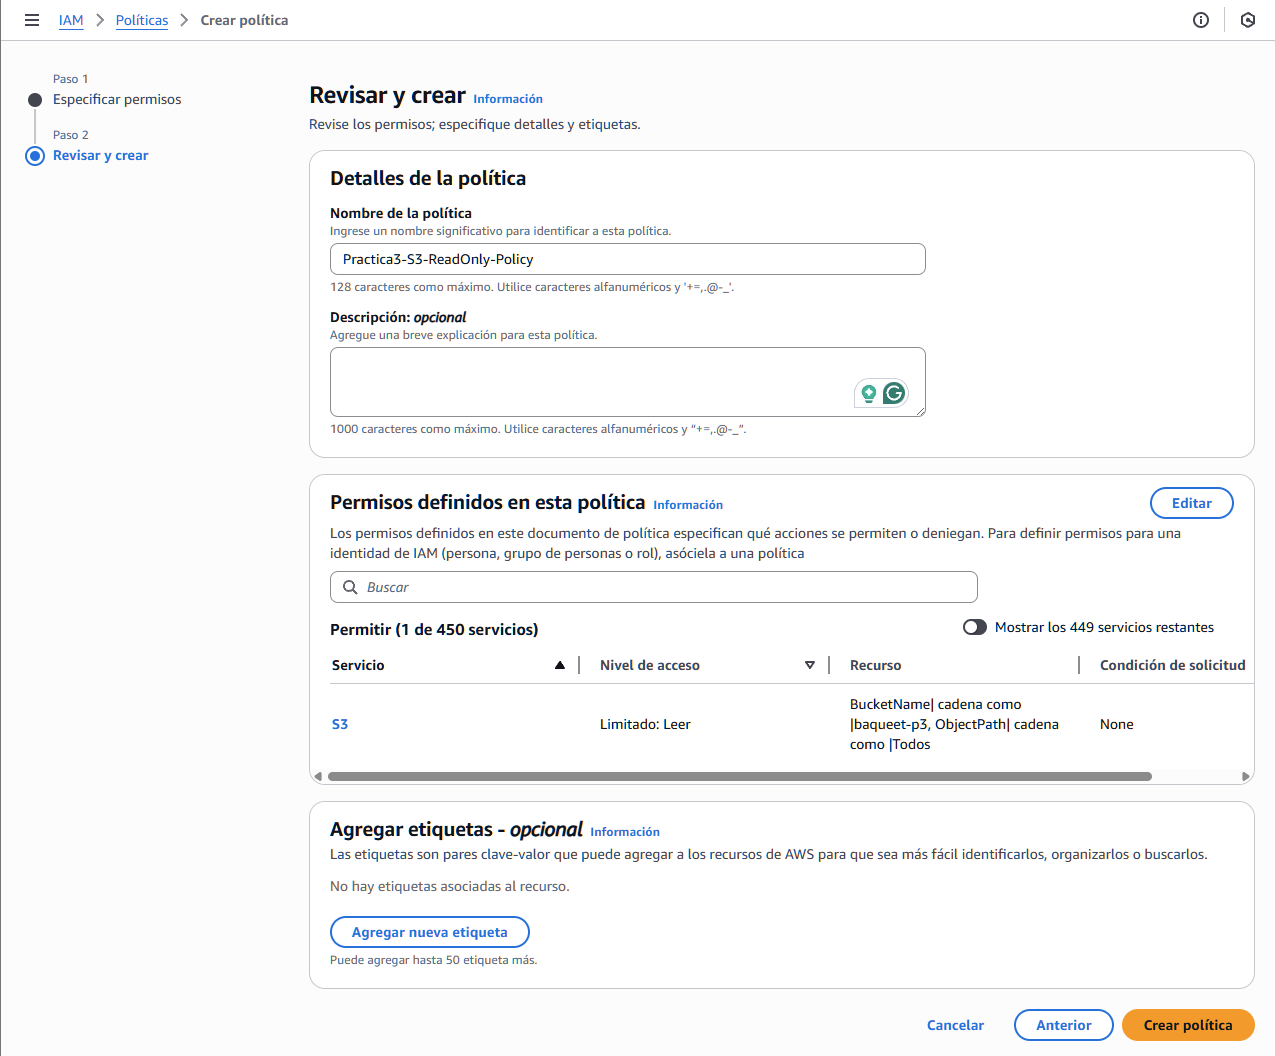 IAM > Políticas > Crear política
Paso 1
Especificar permisos
Paso 2
Revisar y crear
Revisar y crear Información
Revise los permisos; especifique detalles y etiquetas.
Detalles de la política
Nombre de la política
Ingrese un nombre significativo para identificar a esta política.
Practica3-S3-ReadOnly-Policy
128 caracteres como máximo. Utilice caracteres alfanuméricos y '+=,.@-_'.
Descripción: opcional
Agregue una breve explicación para esta política.
1000 caracteres como máximo. Utilice caracteres alfanuméricos y “+=,.@-_”.
Permisos definidos en esta política Información
Editar
Los permisos definidos en este documento de política especifican qué acciones se permiten o deniegan. Para definir permisos para una
identidad de IAM (persona, grupo de personas o rol), asóciela a una política
Buscar
Permitir (1 de 450 servicios)
Mostrar los 449 servicios restantes
Servicio Nivel de acceso Recurso Condición de solicitud
S3 Limitado: Leer BucketName| cadena como |baqueet-p3, ObjectPath| cadena como |Todos None
Agregar etiquetas - opcional Información
Las etiquetas son pares clave-valor que puede agregar a los recursos de AWS para que sea más fácil identificarlos, organizarlos o buscarlos.
No hay etiquetas asociadas al recurso.
Agregar nueva etiqueta
Puede agregar hasta 50 etiqueta más.
Cancelar Anterior Crear política